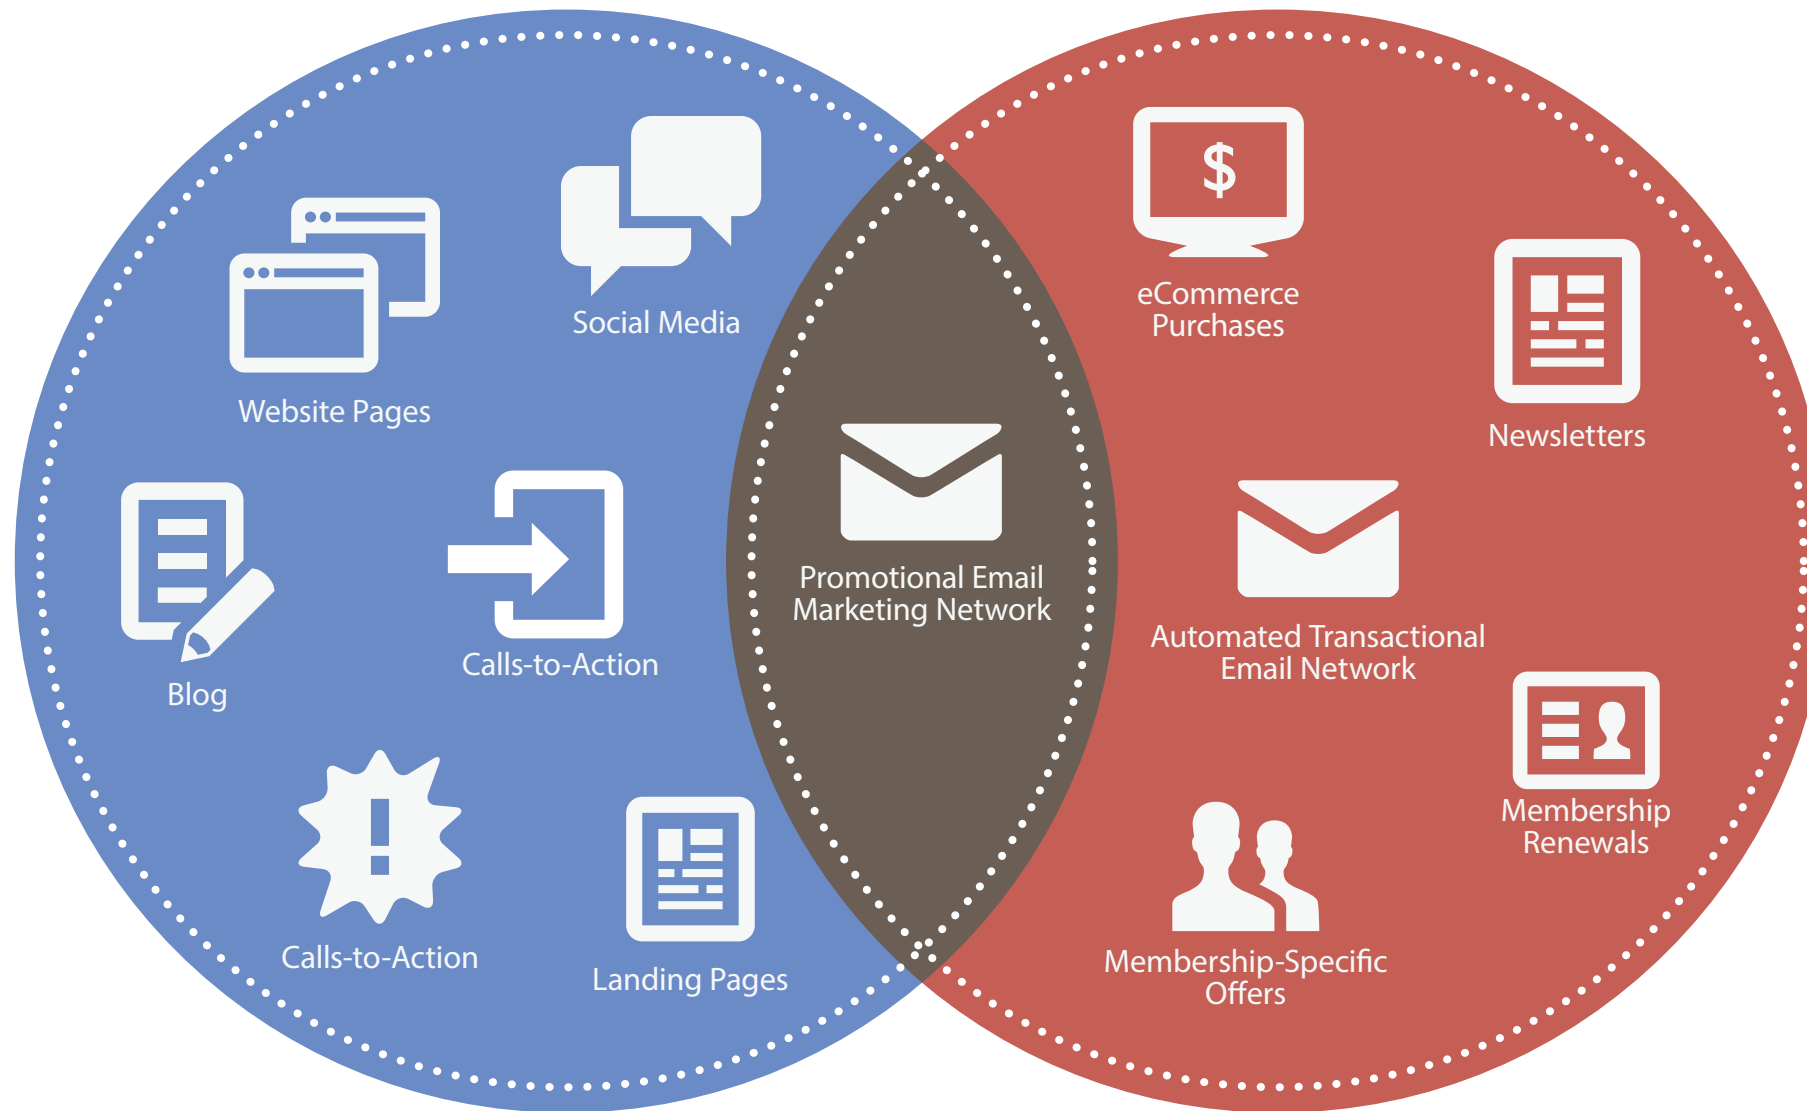 Social Media
Website Pages
Blog
Calls-to-Action
Calls-to-Action
Landing Pages
Promotional Email
Marketing Network
$
eCommerce
Purchases
Newsletters
Automated Transactional
Email Network
Membership
Renewals
Membership-Specific
Offers
!